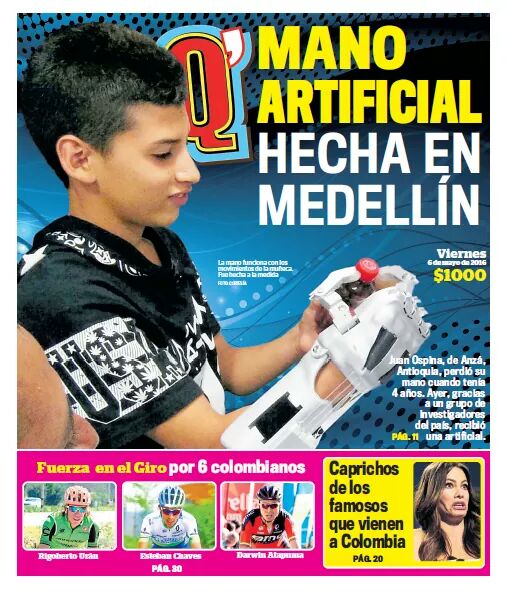 Q'
MANO
ARTIFICIAL
HECHA EN
MEDELLÍN
Viernes
6 de mayo de 2016
$1000
La mano funciona con los
movimientos de la muñeca.
Fue hecha a la medida
FOTO CORTESÍA
Juan Ospina, de Anzá,
Antioquia, perdió su
mano cuando tenía
4 años. Ayer, gracias
a un grupo de
investigadores
del país, recibió
PÁG. 11 una artificial.
Fuerza en el Giro por 6 colombianos
Rigoberto Urán
Esteban Chaves
Darwin Atapuma
PÁG. 30
Caprichos
de los
famosos
que vienen
a Colombia
PÁG. 20